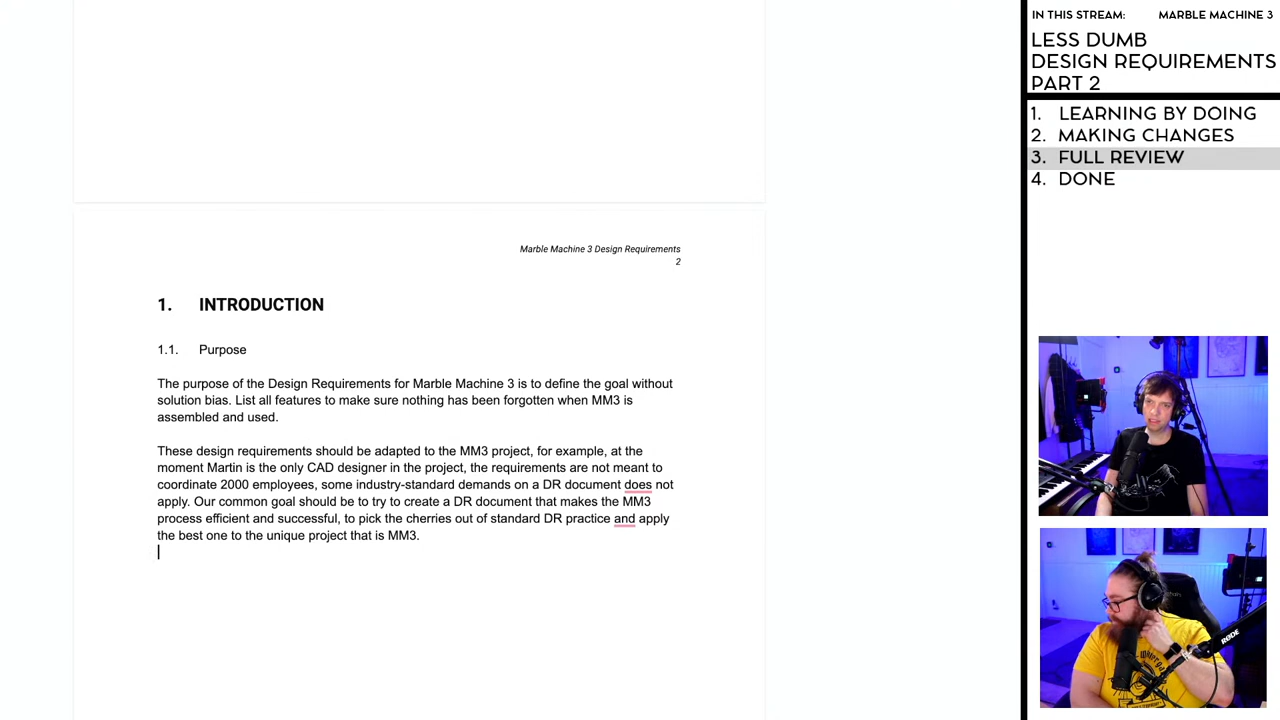 IN THIS STREAM: MARBLE MACHINE 3
LESS DUMB
DESIGN REQUIREMENTS
PART 2
1. LEARNING BY DOING
2. MAKING CHANGES
3. FULL REVIEW
4. DONE
Marble Machine 3 Design Requirements
2
1. INTRODUCTION
1.1. Purpose
The purpose of the Design Requirements for Marble Machine 3 is to define the goal without
solution bias. List all features to make sure nothing has been forgotten when MM3 is
assembled and used.
These design requirements should be adapted to the MM3 project, for example, at the
moment Martin is the only CAD designer in the project, the requirements are not meant to
coordinate 2000 employees, some industry-standard demands on a DR document does not
apply. Our common goal should be to try to create a DR document that makes the MM3
process efficient and successful, to pick the cherries out of standard DR practice and apply
the best one to the unique project that is MM3.
RØDE